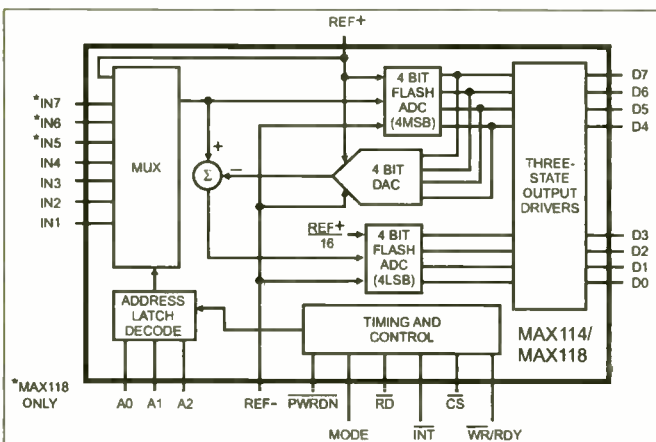 REF+
*IN7
*IN6
*IN5
IN4
IN3
IN2
IN1
MUX
4 BIT
FLASH
ADC
(4MSB)
+
Σ
−
4 BIT
DAC
REF+
16
4 BIT
FLASH
ADC
(4LSB)
THREE-
STATE
OUTPUT
DRIVERS
D7
D6
D5
D4
D3
D2
D1
D0
ADDRESS
LATCH
DECODE
TIMING AND
CONTROL
MAX114/
MAX118
*MAX118
ONLY
A0 A1 A2 REF- PWRDN RD CS WR/RDY
MODE INT